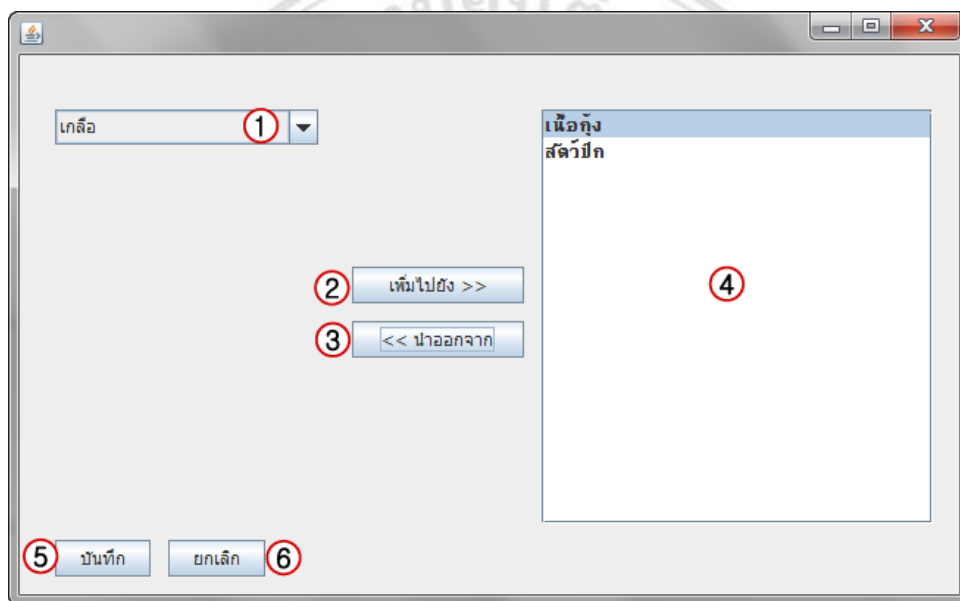 เกลือ
1
เนื้อกุ้ง
สัตว์ปีก
2
เพิ่มไปยัง >>
4
3
<< นำออกจาก
5
บันทึก
ยกเลิก
6